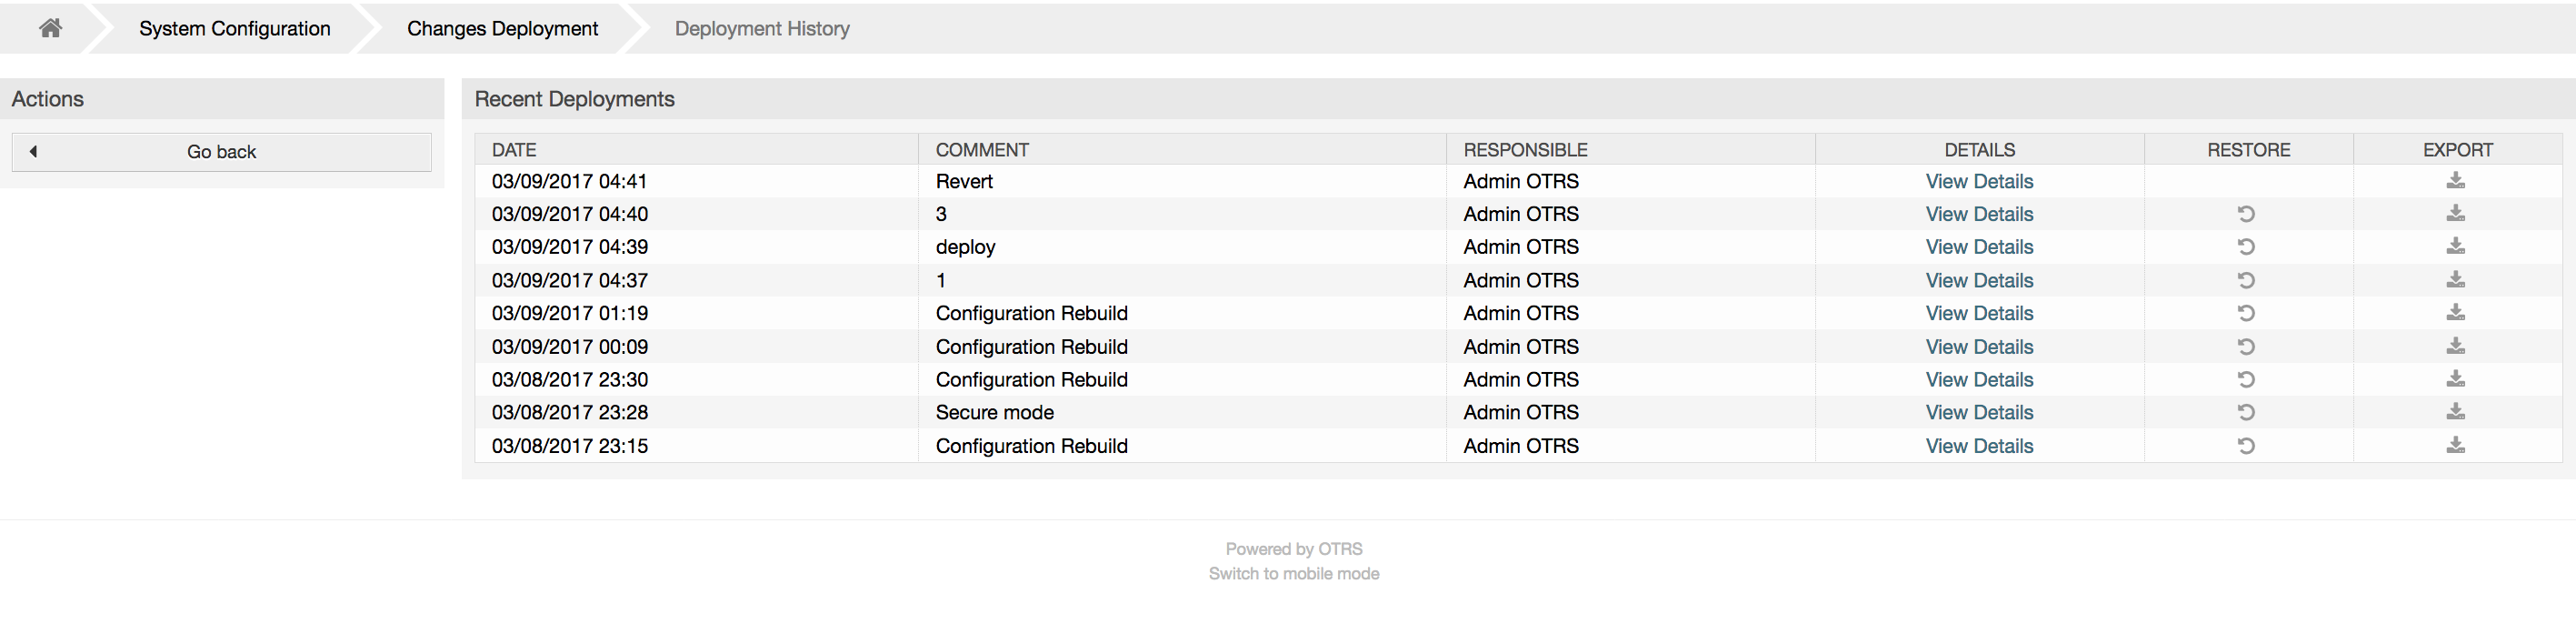 System Configuration Changes Deployment Deployment History
Actions
Go back
Recent Deployments
DATE COMMENT RESPONSIBLE DETAILS RESTORE EXPORT
03/09/2017 04:41 Revert Admin OTRS View Details
03/09/2017 04:40 3 Admin OTRS View Details
03/09/2017 04:39 deploy Admin OTRS View Details
03/09/2017 04:37 1 Admin OTRS View Details
03/09/2017 01:19 Configuration Rebuild Admin OTRS View Details
03/09/2017 00:09 Configuration Rebuild Admin OTRS View Details
03/08/2017 23:30 Configuration Rebuild Admin OTRS View Details
03/08/2017 23:28 Secure mode Admin OTRS View Details
03/08/2017 23:15 Configuration Rebuild Admin OTRS View Details
Powered by OTRS
Switch to mobile mode